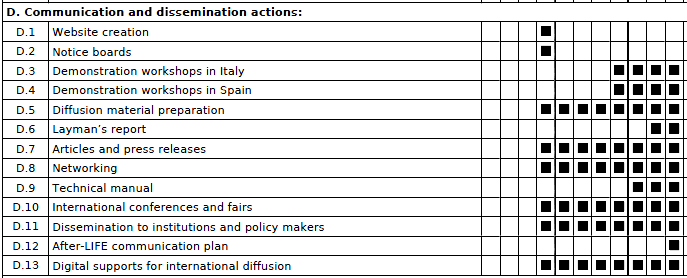 D. Communication and dissemination actions:
D.1 Website creation
D.2 Notice boards
D.3 Demonstration workshops in Italy
D.4 Demonstration workshops in Spain
D.5 Diffusion material preparation
D.6 Layman's report
D.7 Articles and press releases
D.8 Networking
D.9 Technical manual
D.10 International conferences and fairs
D.11 Dissemination to institutions and policy makers
D.12 After-LIFE communication plan
D.13 Digital supports for international diffusion